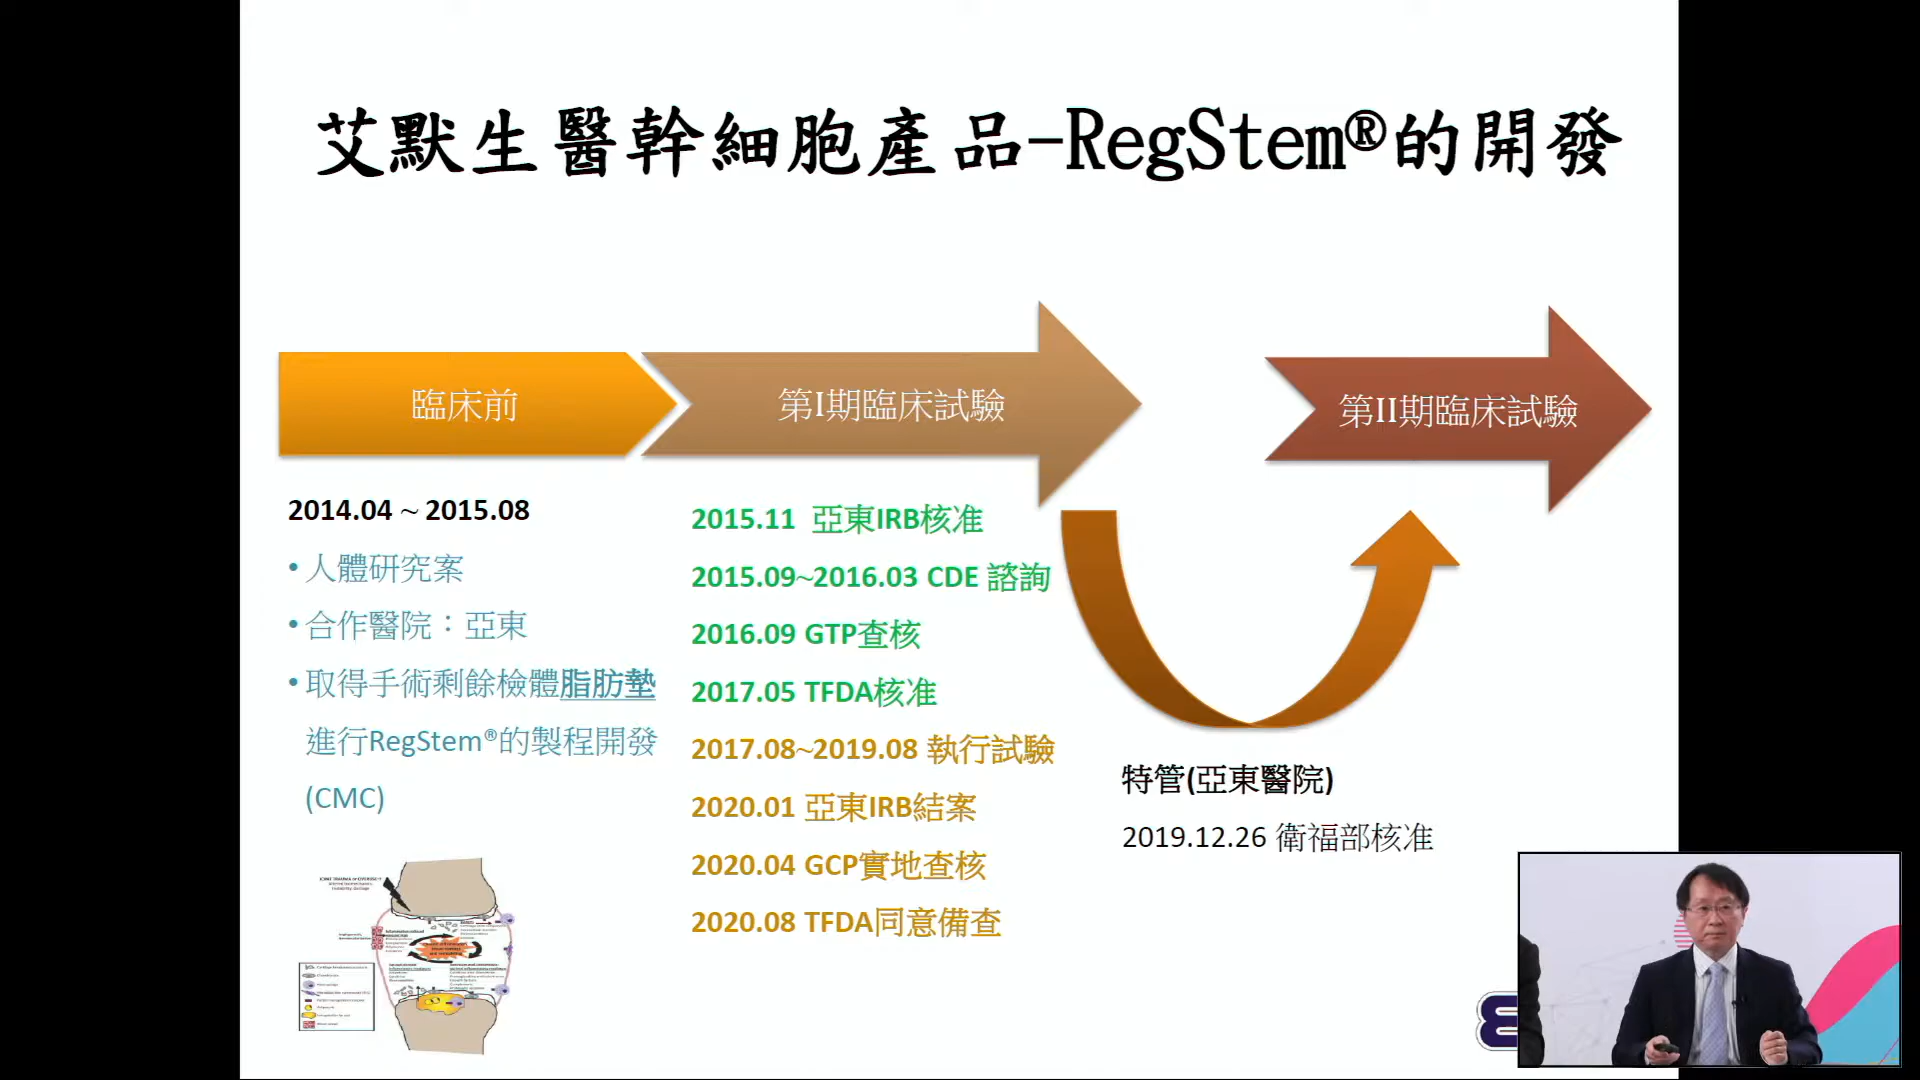 艾默生醫幹細胞產品-RegStem®的開發
臨床前
第I期臨床試驗
第II期臨床試驗
2014.04 ~ 2015.08
•人體研究案
•合作醫院：亞東
•取得手術剩餘檢體脂肪墊
進行RegStem®的製程開發
(CMC)
2015.11 亞東IRB核准
2015.09~2016.03 CDE 諮詢
2016.09 GTP查核
2017.05 TFDA核准
2017.08~2019.08 執行試驗
2020.01 亞東IRB結案
2020.04 GCP實地查核
2020.08 TFDA同意備查
特管(亞東醫院)
2019.12.26 衛福部核准